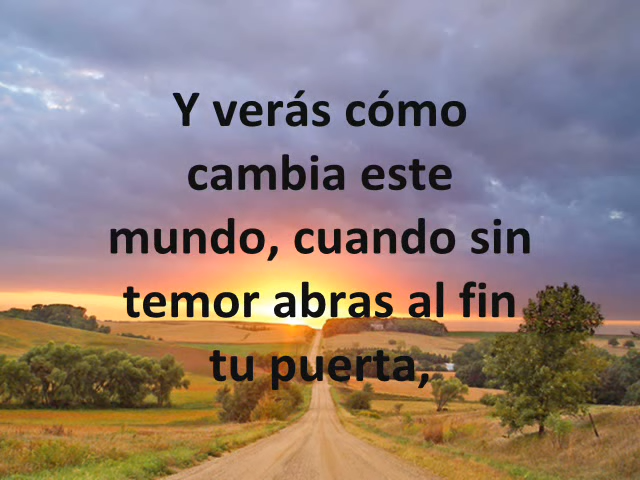 Y verás cómo
cambia este
mundo, cuando sin
temor abras al fin
tu puerta,